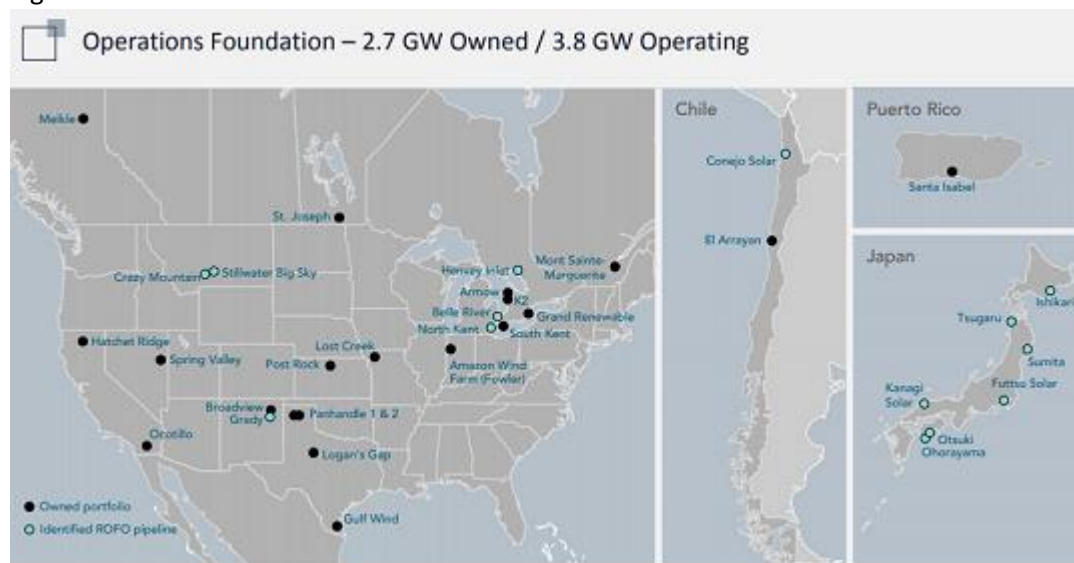 Operations Foundation – 2.7 GW Owned / 3.8 GW Operating
Meikle
St. Joseph
Crazy Mountain
Stillwater Big Sky
Henvey Inlet
Mont Sainte-
Marguerite
Armow
K2
Belle River
Grand Renewable
North Kent
South Kent
Hatchet Ridge
Spring Valley
Lost Creek
Post Rock
Amazon Wind
Farm (Fowler)
Broadview
Grady
Panhandle 1 & 2
Ocotillo
Logan's Gap
Gulf Wind
Owned portfolio
Identified ROFO pipeline
Chile
Conejo Solar
El Arrayan
Puerto Rico
Santa Isabel
Japan
Ishikari
Tsugaru
Sumita
Futtsu Solar
Kanagi
Solar
Otsuki
Ohorayama